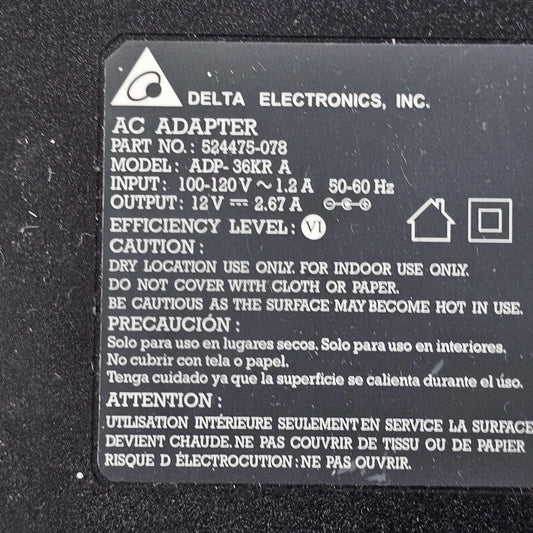 DELTA ELECTRONICS, INC.
AC ADAPTER
PART NO.: 524475-078
MODEL: ADP-36KR A
INPUT: 100-120V ~ 1.2 A 50-60 Hz
OUTPUT: 12V ⎓ 2.67 A
EFFICIENCY LEVEL: VI
CAUTION:
DRY LOCATION USE ONLY. FOR INDOOR USE ONLY.
DO NOT COVER WITH CLOTH OR PAPER.
BE CAUTIOUS AS THE SURFACE MAY BECOME HOT IN USE.
PRECAUCIÓN:
Solo para uso en lugares secos. Solo para uso en interiores.
No cubrir con tela o papel.
Tenga cuidado ya que la superficie se calienta durante el úso.
ATTENTION:
UTILISATION INTÉRIEURE SEULEMENT EN SERVICE LA SURFACE
DEVIENT CHAUDE. NE PAS COUVRIR DE TISSU OU DE PAPIER
RISQUE D ÉLECTROCUTION: NE PAS OUVRIR.